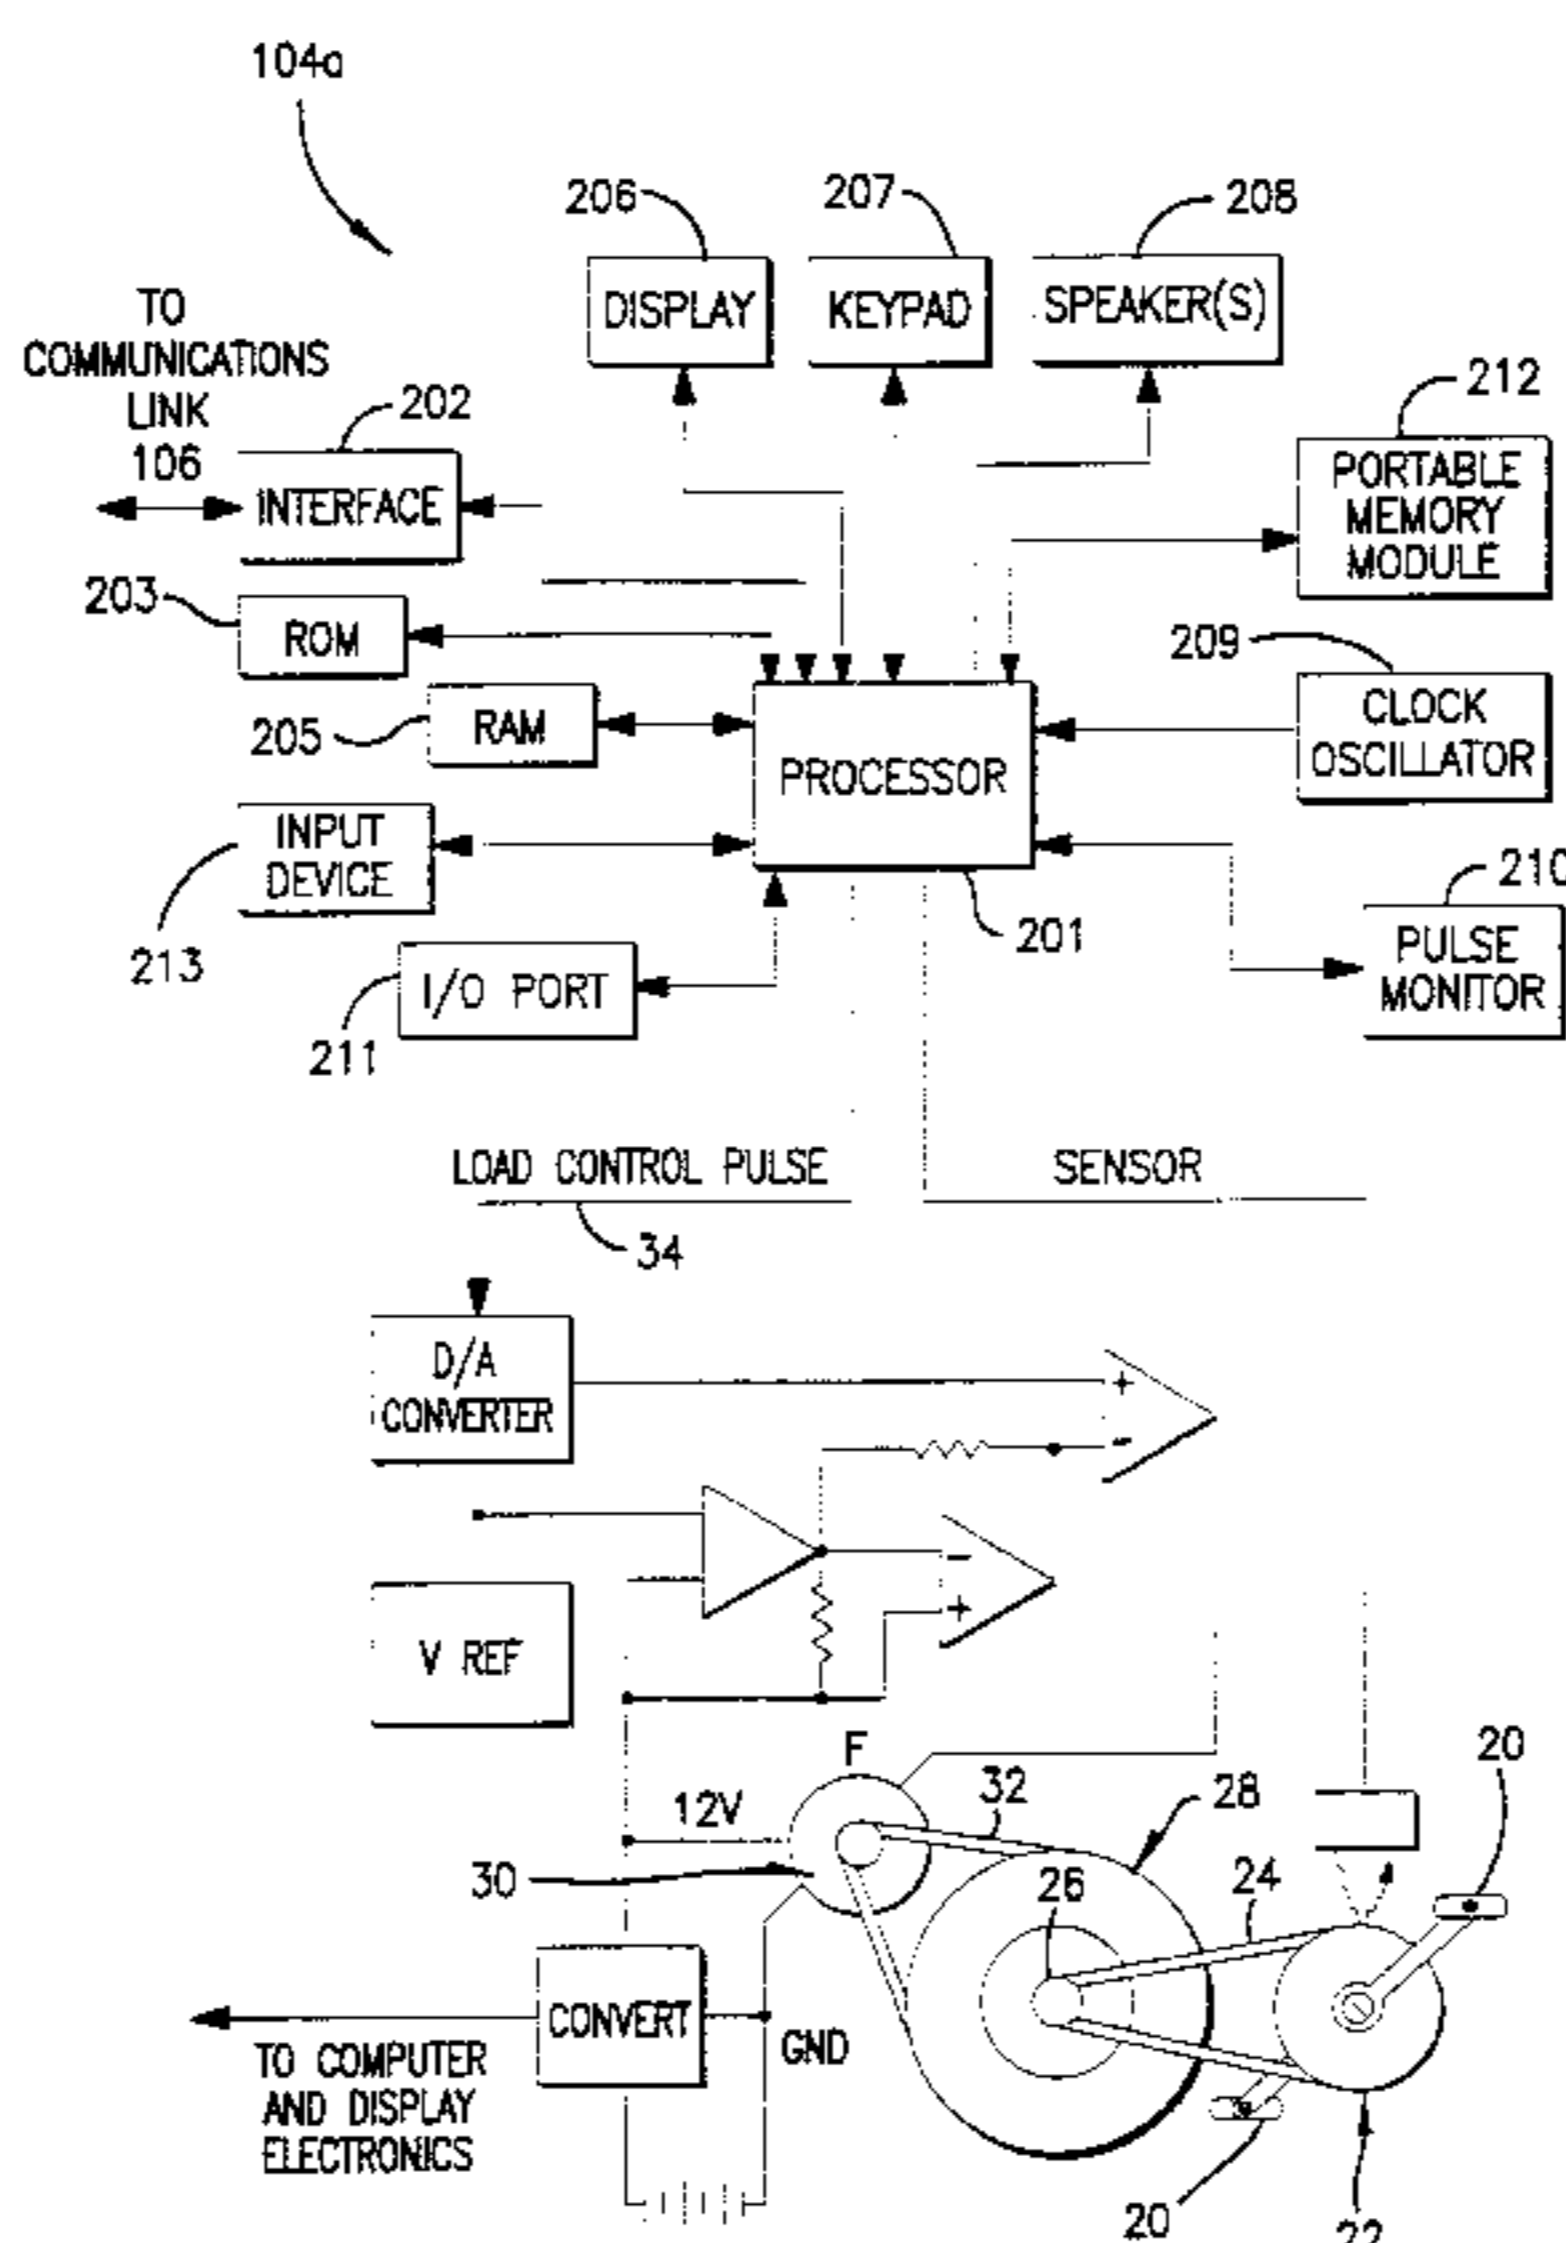 104a
206
207
208
DISPLAY
KEYPAD
SPEAKER(S)
TO
COMMUNICATIONS
LINK
106
202
INTERFACE
212
PORTABLE
MEMORY
MODULE
203
ROM
209
CLOCK
OSCILLATOR
205
RAM
PROCESSOR
213
INPUT
DEVICE
201
210
PULSE
MONITOR
211
I/O PORT
LOAD CONTROL PULSE
SENSOR
34
D/A
CONVERTER
+
-
-
+
V REF
F
12V
32
28
20
30
26
24
CONVERT
GND
TO COMPUTER
AND DISPLAY
ELECTRONICS
20
22